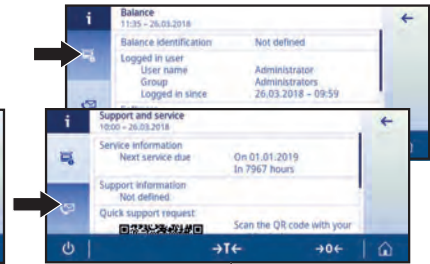 i
Balance
11:35 – 26.03.2018
Balance identification Not defined
Logged in user
User name Administrator
Group Administrators
Logged in since 26.03.2018 – 09:59
i
Support and service
10:00 – 26.03.2018
Service information
Next service due On 01.01.2019
In 7967 hours
Support information
Not defined
Quick support request
Scan the QR code with your
→T← →0←